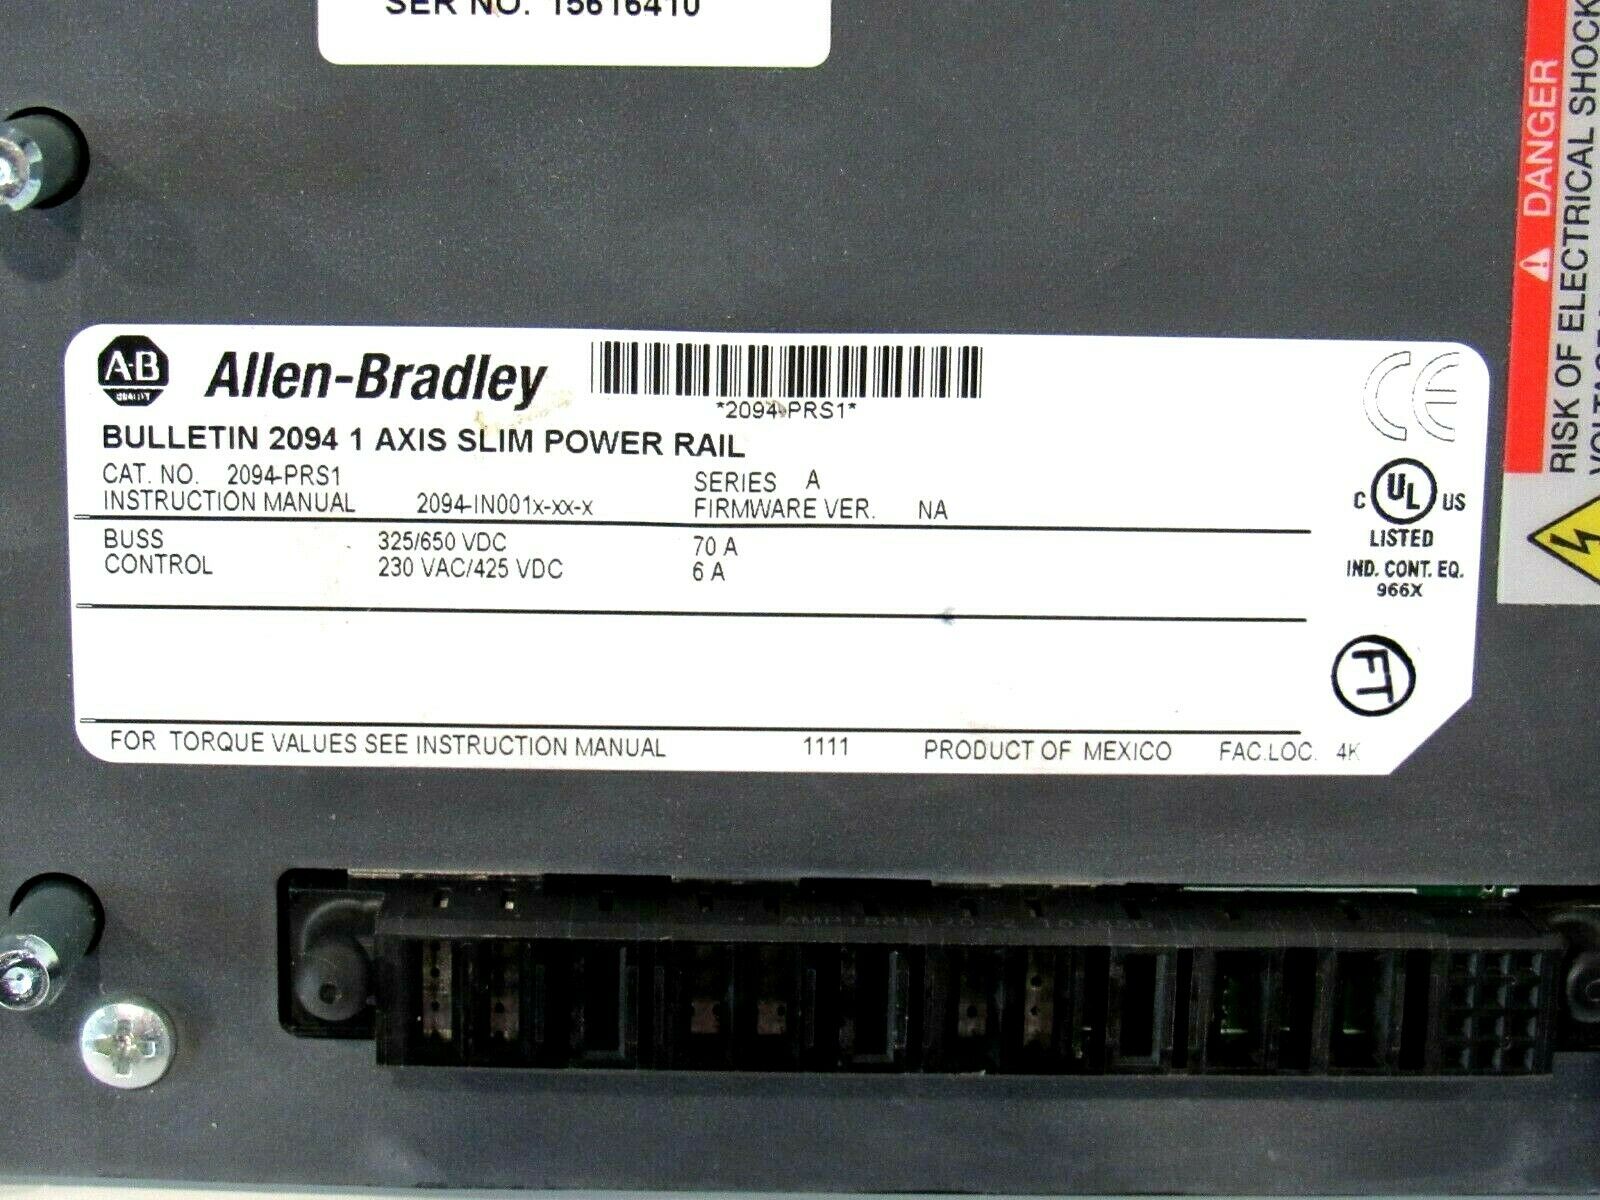 SER NO. 15616410
DANGER
RISK OF ELECTRICAL SHOCK
A-B
Allen-Bradley
*2094-PRS1*
BULLETIN 2094 1 AXIS SLIM POWER RAIL
CAT. NO. 2094-PRS1 SERIES A
INSTRUCTION MANUAL 2094-IN001x-xx-x FIRMWARE VER. NA
BUSS 325/650 VDC 70 A
CONTROL 230 VAC/425 VDC 6 A
CE
C UL US
LISTED
IND. CONT. EQ.
966X
FT
FOR TORQUE VALUES SEE INSTRUCTION MANUAL 1111 PRODUCT OF MEXICO FAC.LOC. 4K